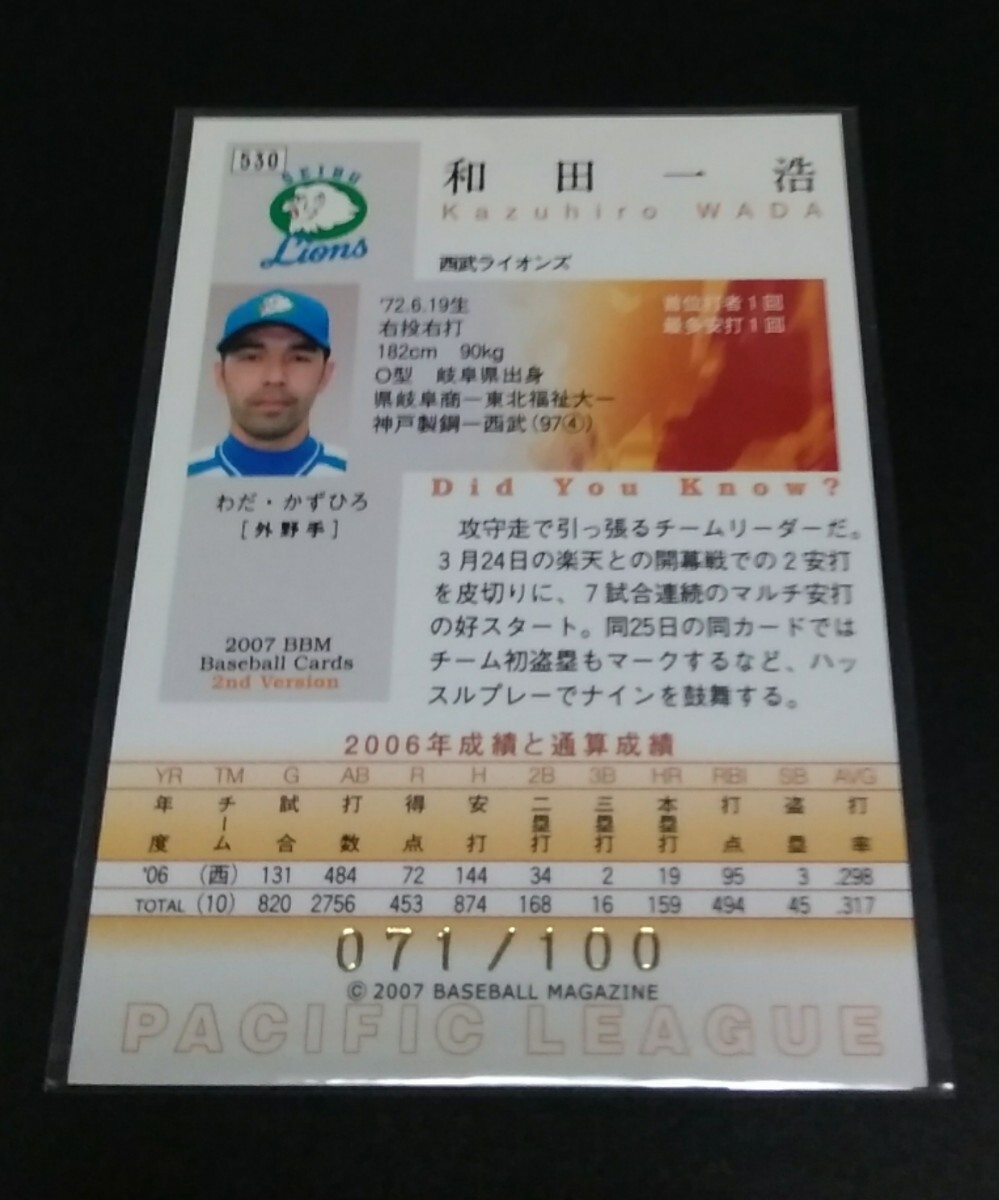 530
SEIBU
Lions
和田一浩
Kazuhiro WADA
西武ライオンズ
'72.6.19生
右投右打
182cm 90kg
O型 岐阜県出身
県岐阜商ー東北福祉大ー
神戸製鋼ー西武(97④)
首位打者1回
最多安打1回
わだ・かずひろ
[外野手]
2007 BBM
Baseball Cards
2nd Version
Did You Know?
攻守走で引っ張るチームリーダーだ。
3月24日の楽天との開幕戦での2安打
を皮切りに、7試合連続のマルチ安打
の好スタート。同25日の同カードでは
チーム初盗塁もマークするなど、ハッ
スルプレーでナインを鼓舞する。
2006年成績と通算成績
YR TM G AB R H 2B 3B HR RBI SB AVG
年度 チーム 試合 打数 得点 安打 二塁打 三塁打 本塁打 打点 盗塁 打率
'06 (西) 131 484 72 144 34 2 19 95 3 .298
TOTAL (10) 820 2756 453 874 168 16 159 494 45 .317
071/100
© 2007 BASEBALL MAGAZINE
PACIFIC LEAGUE